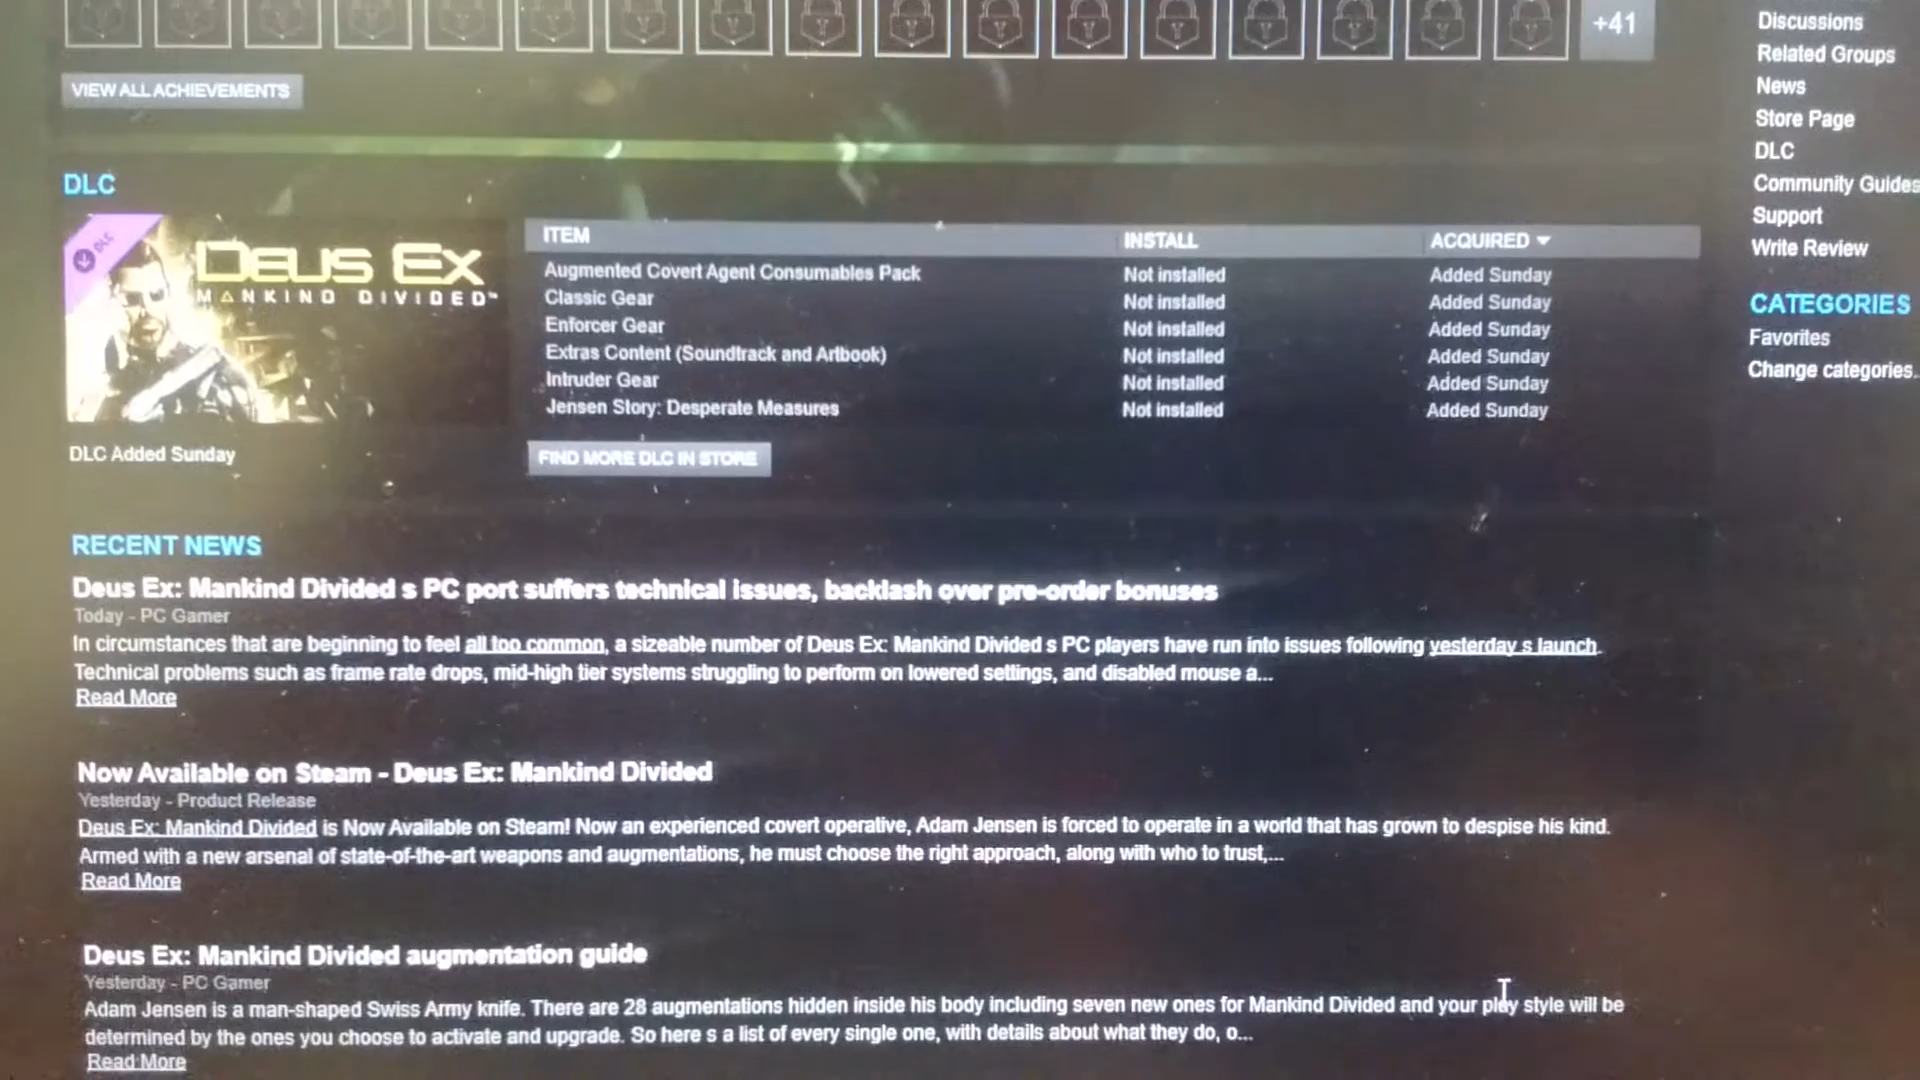 +41
VIEW ALL ACHIEVEMENTS
DLC
DLC
DEUS EX
MANKIND DIVIDED™
DLC Added Sunday
ITEM INSTALL ACQUIRED
Augmented Covert Agent Consumables Pack Not installed Added Sunday
Classic Gear Not installed Added Sunday
Enforcer Gear Not installed Added Sunday
Extras Content (Soundtrack and Artbook) Not installed Added Sunday
Intruder Gear Not installed Added Sunday
Jensen Story: Desperate Measures Not installed Added Sunday
FIND MORE DLC IN STORE
RECENT NEWS
Deus Ex: Mankind Divided s PC port suffers technical issues, backlash over pre-order bonuses
Today - PC Gamer
In circumstances that are beginning to feel all too common, a sizeable number of Deus Ex: Mankind Divided s PC players have run into issues following yesterday s launch.
Technical problems such as frame rate drops, mid-high tier systems struggling to perform on lowered settings, and disabled mouse a...
Read More
Now Available on Steam - Deus Ex: Mankind Divided
Yesterday - Product Release
Deus Ex: Mankind Divided is Now Available on Steam! Now an experienced covert operative, Adam Jensen is forced to operate in a world that has grown to despise his kind.
Armed with a new arsenal of state-of-the-art weapons and augmentations, he must choose the right approach, along with who to trust,...
Read More
Deus Ex: Mankind Divided augmentation guide
Yesterday - PC Gamer
Adam Jensen is a man-shaped Swiss Army knife. There are 28 augmentations hidden inside his body including seven new ones for Mankind Divided and your play style will be
determined by the ones you choose to activate and upgrade. So here s a list of every single one, with details about what they do, o...
Read More
Discussions
Related Groups
News
Store Page
DLC
Community Guides
Support
Write Review
CATEGORIES
Favorites
Change categories..